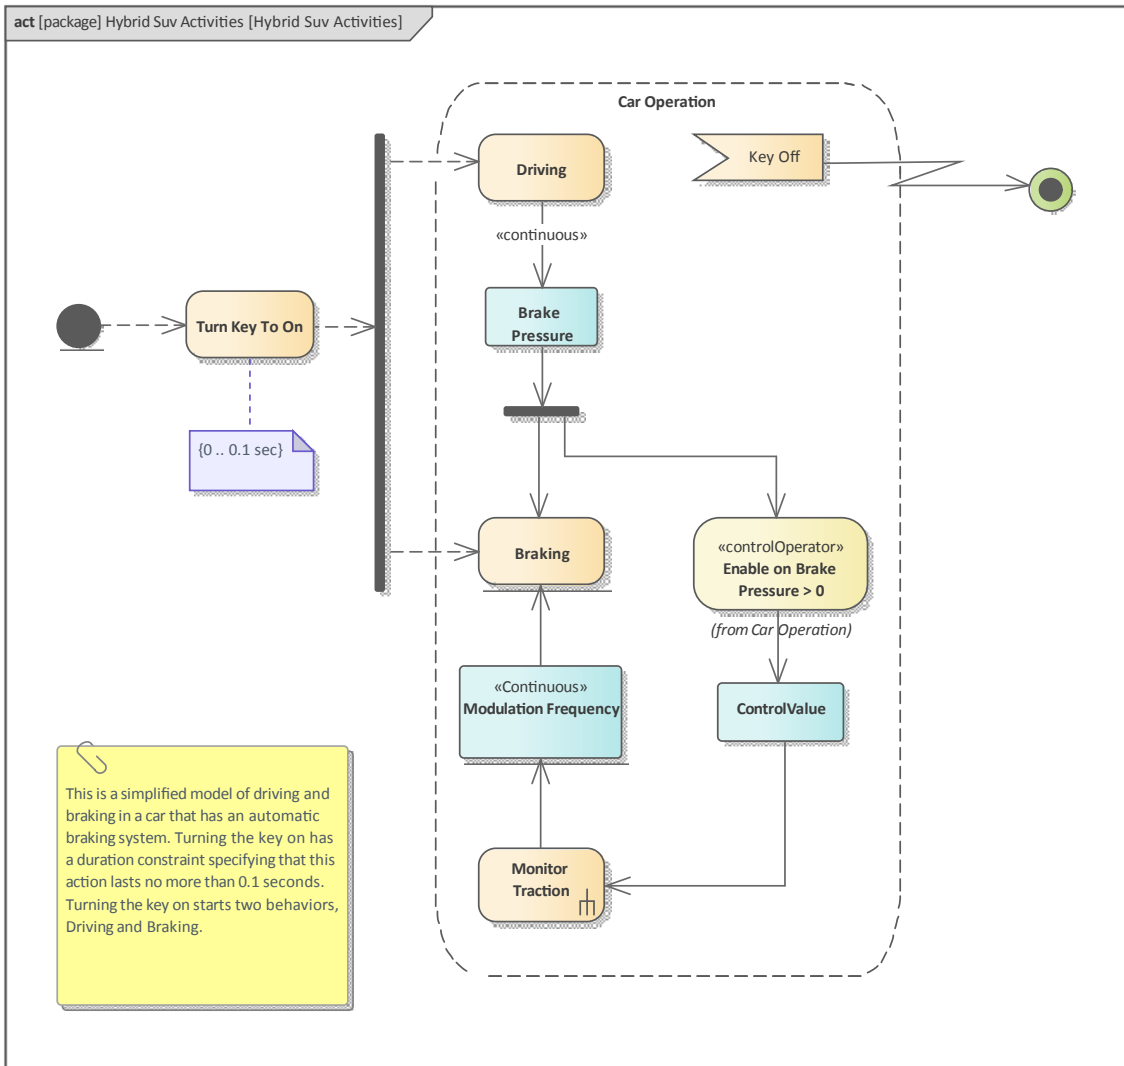 act [package] Hybrid Suv Activities [Hybrid Suv Activities]
Car Operation
Driving
Key Off
«continuous»
Brake
Pressure
Turn Key To On
{0 .. 0.1 sec}
Braking
«controlOperator»
Enable on Brake
Pressure > 0
(from Car Operation)
«Continuous»
Modulation Frequency
ControlValue
This is a simplified model of driving and
braking in a car that has an automatic
braking system. Turning the key on has
a duration constraint specifying that this
action lasts no more than 0.1 seconds.
Turning the key on starts two behaviors,
Driving and Braking.
Monitor
Traction